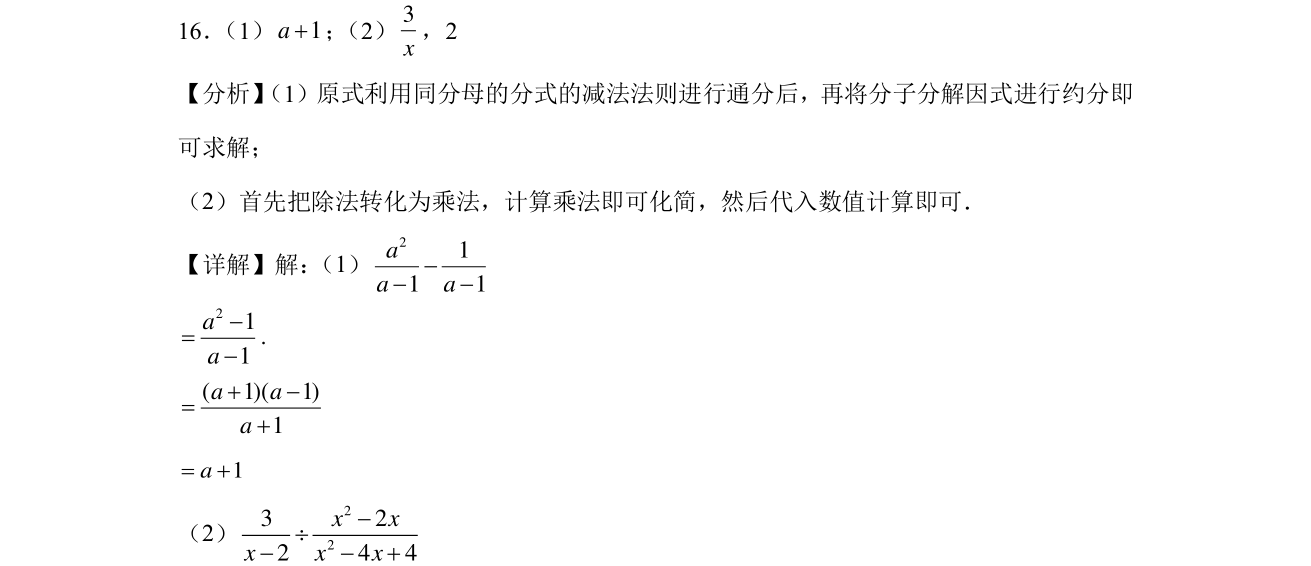 16．（1）a+1；（2）3/x，2
【分析】（1）原式利用同分母的分式的减法法则进行通分后，再将分子分解因式进行约分即
可求解；
（2）首先把除法转化为乘法，计算乘法即可化简，然后代入数值计算即可．
【详解】解：（1）a²/(a−1) − 1/(a−1)
= (a²−1)/(a−1)．
= (a+1)(a−1)/(a+1)
= a+1
（2）3/(x−2) ÷ (x²−2x)/(x²−4x+4)